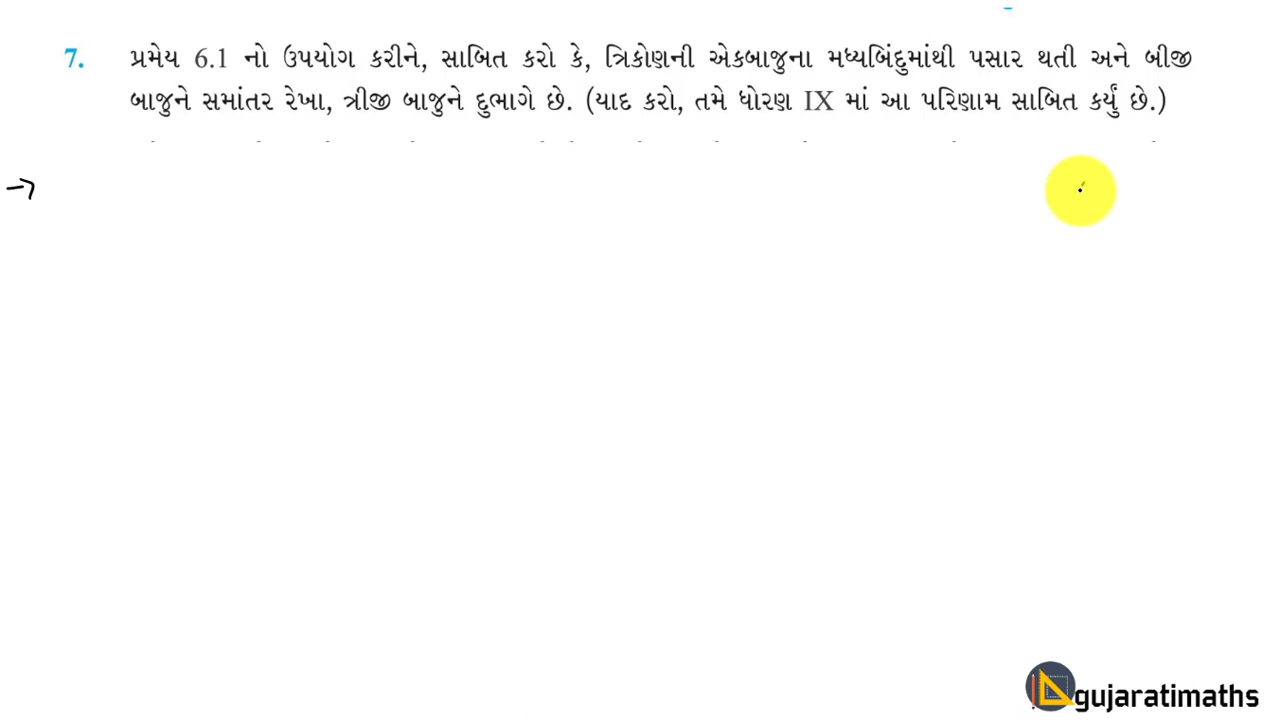 7. પ્રમેય 6.1 નો ઉપયોગ કરીને, સાબિત કરો કે, ત્રિકોણની એકબાજુના મધ્યબિંદુમાંથી પસાર થતી અને બીજી
બાજુને સમાંતર રેખા, ત્રીજી બાજુને દુભાગે છે. (યાદ કરો, તમે ધોરણ IX માં આ પરિણામ સાબિત કર્યું છે.)
→
gujaratimaths